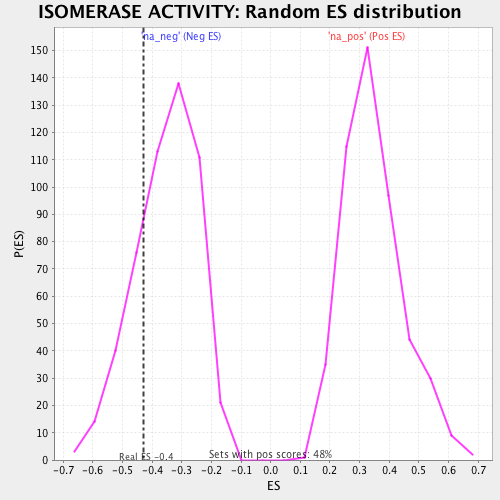 ISOMERASE ACTIVITY: Random ES distribution
'na_neg' (Neg ES) 'na_pos' (Pos ES)
150
140
130
120
110
100
90
80
70
60
50
40
30
20
10
0
P(ES)
Real ES -0.4 Sets with pos scores: 48%
-0.7 -0.6 -0.5 -0.4 -0.3 -0.2 -0.1 0.0 0.1 0.2 0.3 0.4 0.5 0.6 0.7
ES